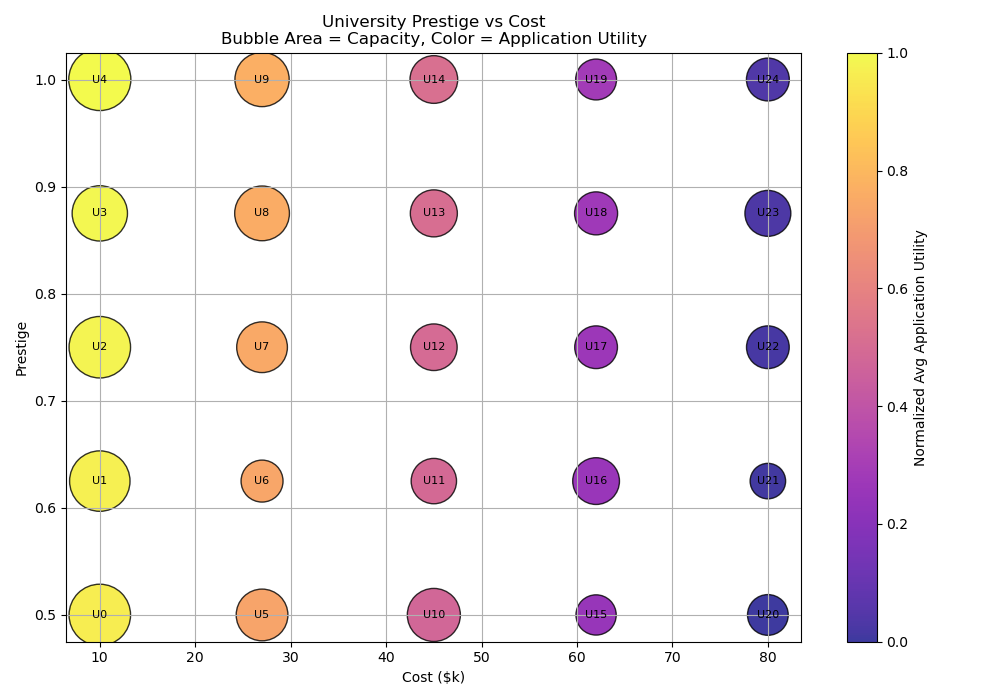 University Prestige vs Cost
Bubble Area = Capacity, Color = Application Utility
1.0
0.9
0.8
0.7
0.6
0.5
Prestige
U4 U9 U14 U19 U24
U3 U8 U13 U18 U23
U2 U7 U12 U17 U22
U1 U6 U11 U16 U21
U0 U5 U10 U15 U20
10 20 30 40 50 60 70 80
Cost ($k)
1.0
0.8
0.6
0.4
0.2
0.0
Normalized Avg Application Utility